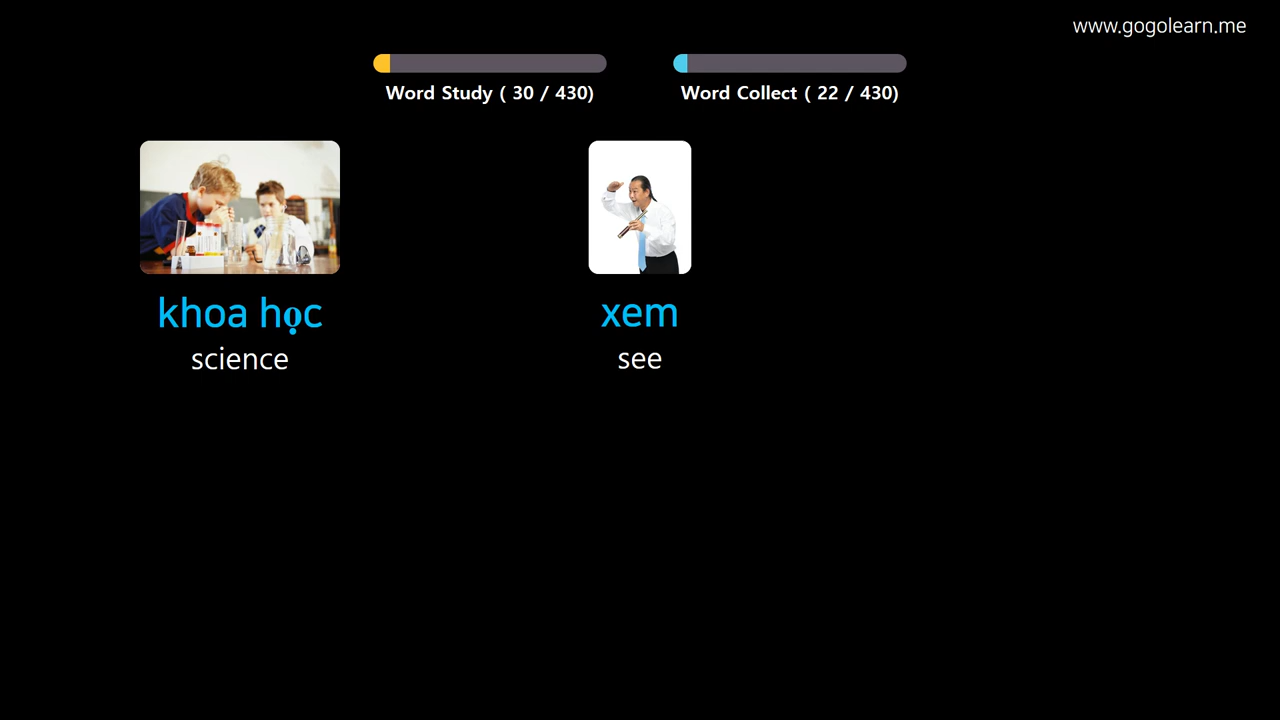 www.gogolearn.me
Word Study ( 30 / 430)
Word Collect ( 22 / 430)
khoa học
science
xem
see